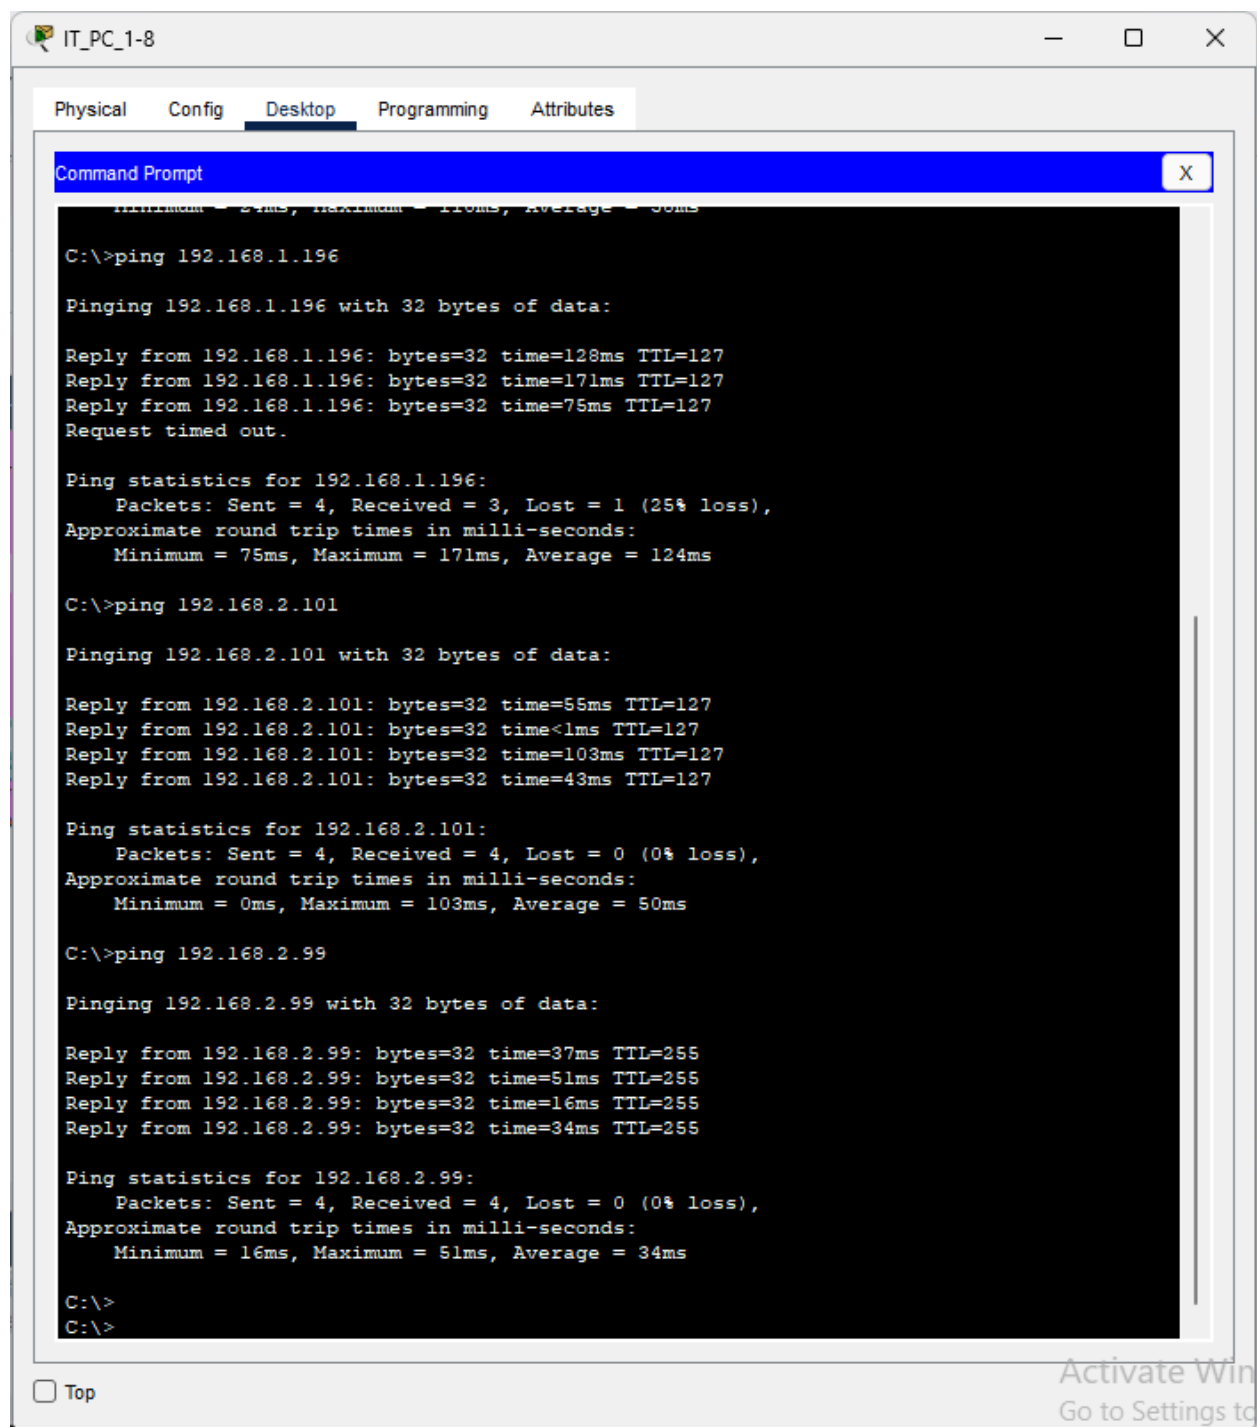 IT_PC_1-8
Physical Config Desktop Programming Attributes
Command Prompt
X
Minimum = 24ms, Maximum = 116ms, Average = 56ms
C:\>ping 192.168.1.196
Pinging 192.168.1.196 with 32 bytes of data:
Reply from 192.168.1.196: bytes=32 time=128ms TTL=127
Reply from 192.168.1.196: bytes=32 time=171ms TTL=127
Reply from 192.168.1.196: bytes=32 time=75ms TTL=127
Request timed out.
Ping statistics for 192.168.1.196:
Packets: Sent = 4, Received = 3, Lost = 1 (25% loss),
Approximate round trip times in milli-seconds:
Minimum = 75ms, Maximum = 171ms, Average = 124ms
C:\>ping 192.168.2.101
Pinging 192.168.2.101 with 32 bytes of data:
Reply from 192.168.2.101: bytes=32 time=55ms TTL=127
Reply from 192.168.2.101: bytes=32 time<1ms TTL=127
Reply from 192.168.2.101: bytes=32 time=103ms TTL=127
Reply from 192.168.2.101: bytes=32 time=43ms TTL=127
Ping statistics for 192.168.2.101:
Packets: Sent = 4, Received = 4, Lost = 0 (0% loss),
Approximate round trip times in milli-seconds:
Minimum = 0ms, Maximum = 103ms, Average = 50ms
C:\>ping 192.168.2.99
Pinging 192.168.2.99 with 32 bytes of data:
Reply from 192.168.2.99: bytes=32 time=37ms TTL=255
Reply from 192.168.2.99: bytes=32 time=51ms TTL=255
Reply from 192.168.2.99: bytes=32 time=16ms TTL=255
Reply from 192.168.2.99: bytes=32 time=34ms TTL=255
Ping statistics for 192.168.2.99:
Packets: Sent = 4, Received = 4, Lost = 0 (0% loss),
Approximate round trip times in milli-seconds:
Minimum = 16ms, Maximum = 51ms, Average = 34ms
C:\>
C:\>
Top
Activate Win
Go to Settings to